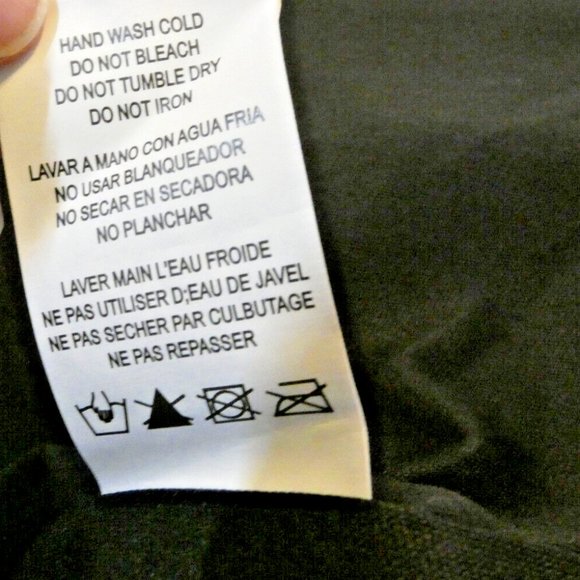 HAND WASH COLD
DO NOT BLEACH
DO NOT TUMBLE DRY
DO NOT IRON
LAVAR A MANO CON AGUA FRIA
NO USAR BLANQUEADOR
NO SECAR EN SECADORA
NO PLANCHAR
LAVER MAIN L'EAU FROIDE
NE PAS UTILISER D;EAU DE JAVEL
NE PAS SECHER PAR CULBUTAGE
NE PAS REPASSER